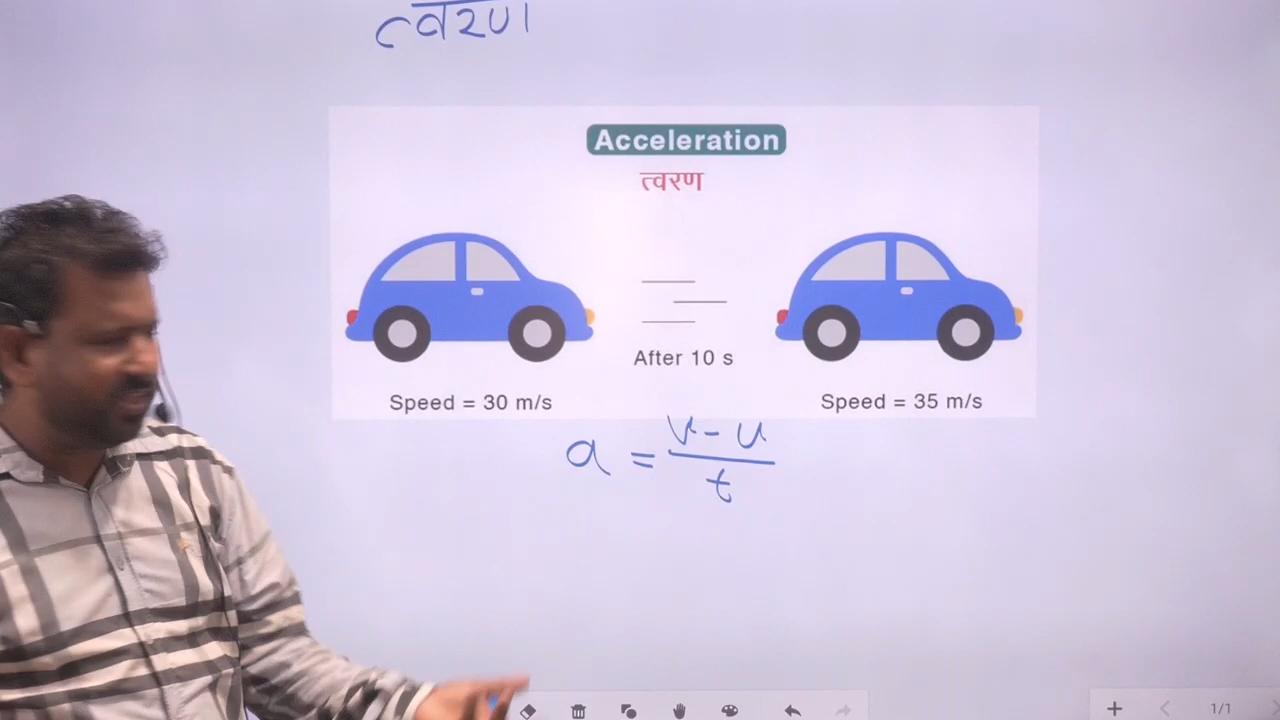 त्वरण
Acceleration
त्वरण
After 10 s
Speed = 30 m/s
Speed = 35 m/s
a = v-u/t
1/1